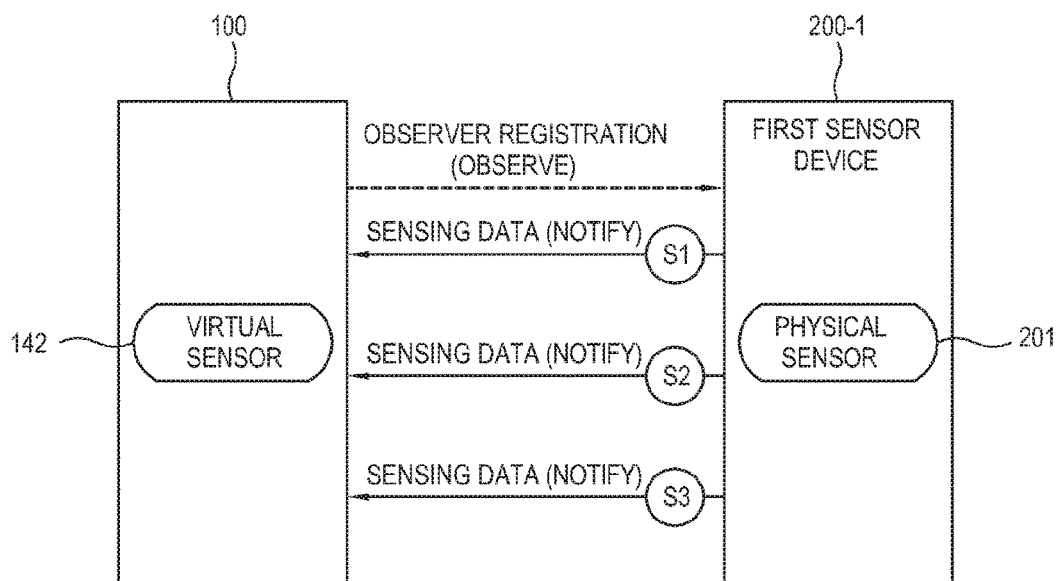 100
200-1
OBSERVER REGISTRATION
(OBSERVE)
FIRST SENSOR
DEVICE
SENSING DATA (NOTIFY)
S1
142
VIRTUAL
SENSOR
PHYSICAL
SENSOR
201
SENSING DATA (NOTIFY)
S2
SENSING DATA (NOTIFY)
S3